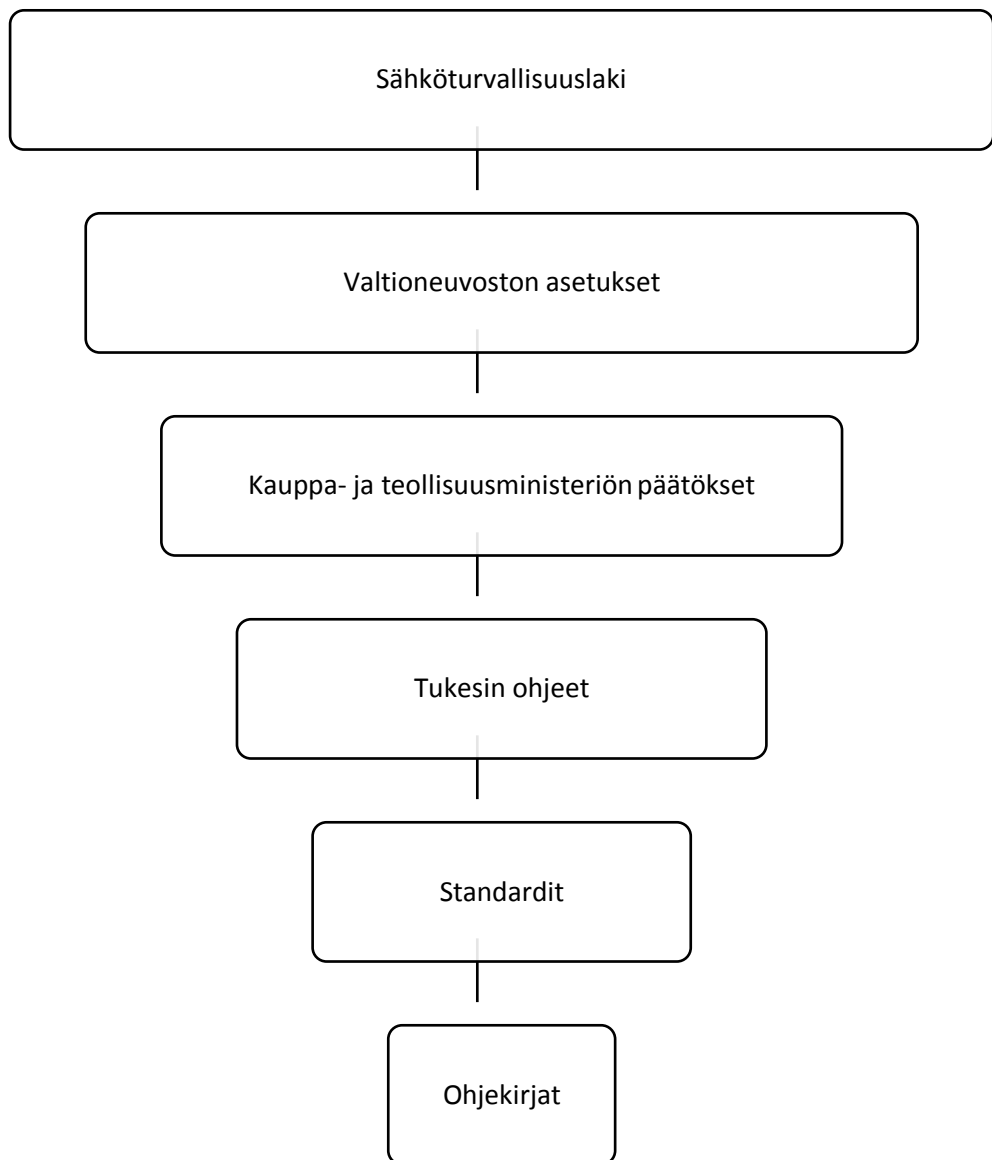 Sähköturvallisuuslaki
Valtioneuvoston asetukset
Kauppa- ja teollisuusministeriön päätökset
Tukesin ohjeet
Standardit
Ohjekirjat